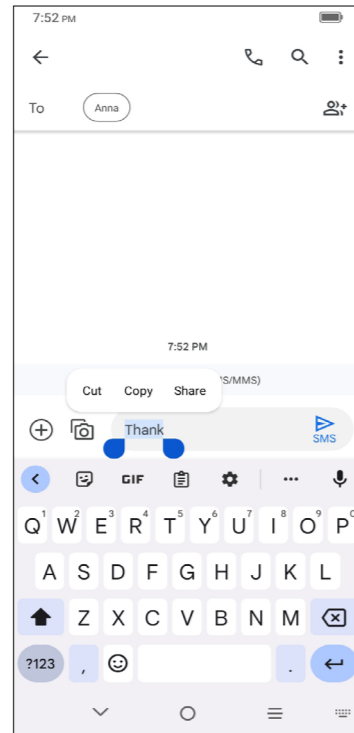 7:52 PM
To Anna
7:52 PM
S/MMS)
Cut Copy Share
Thank
SMS
GIF
Q W 2 E 3 R 4 T 5 Y 6 U 7 I 8 O 9 P 0
A S D F G H J K L
Z X C V B N M
?123 , .